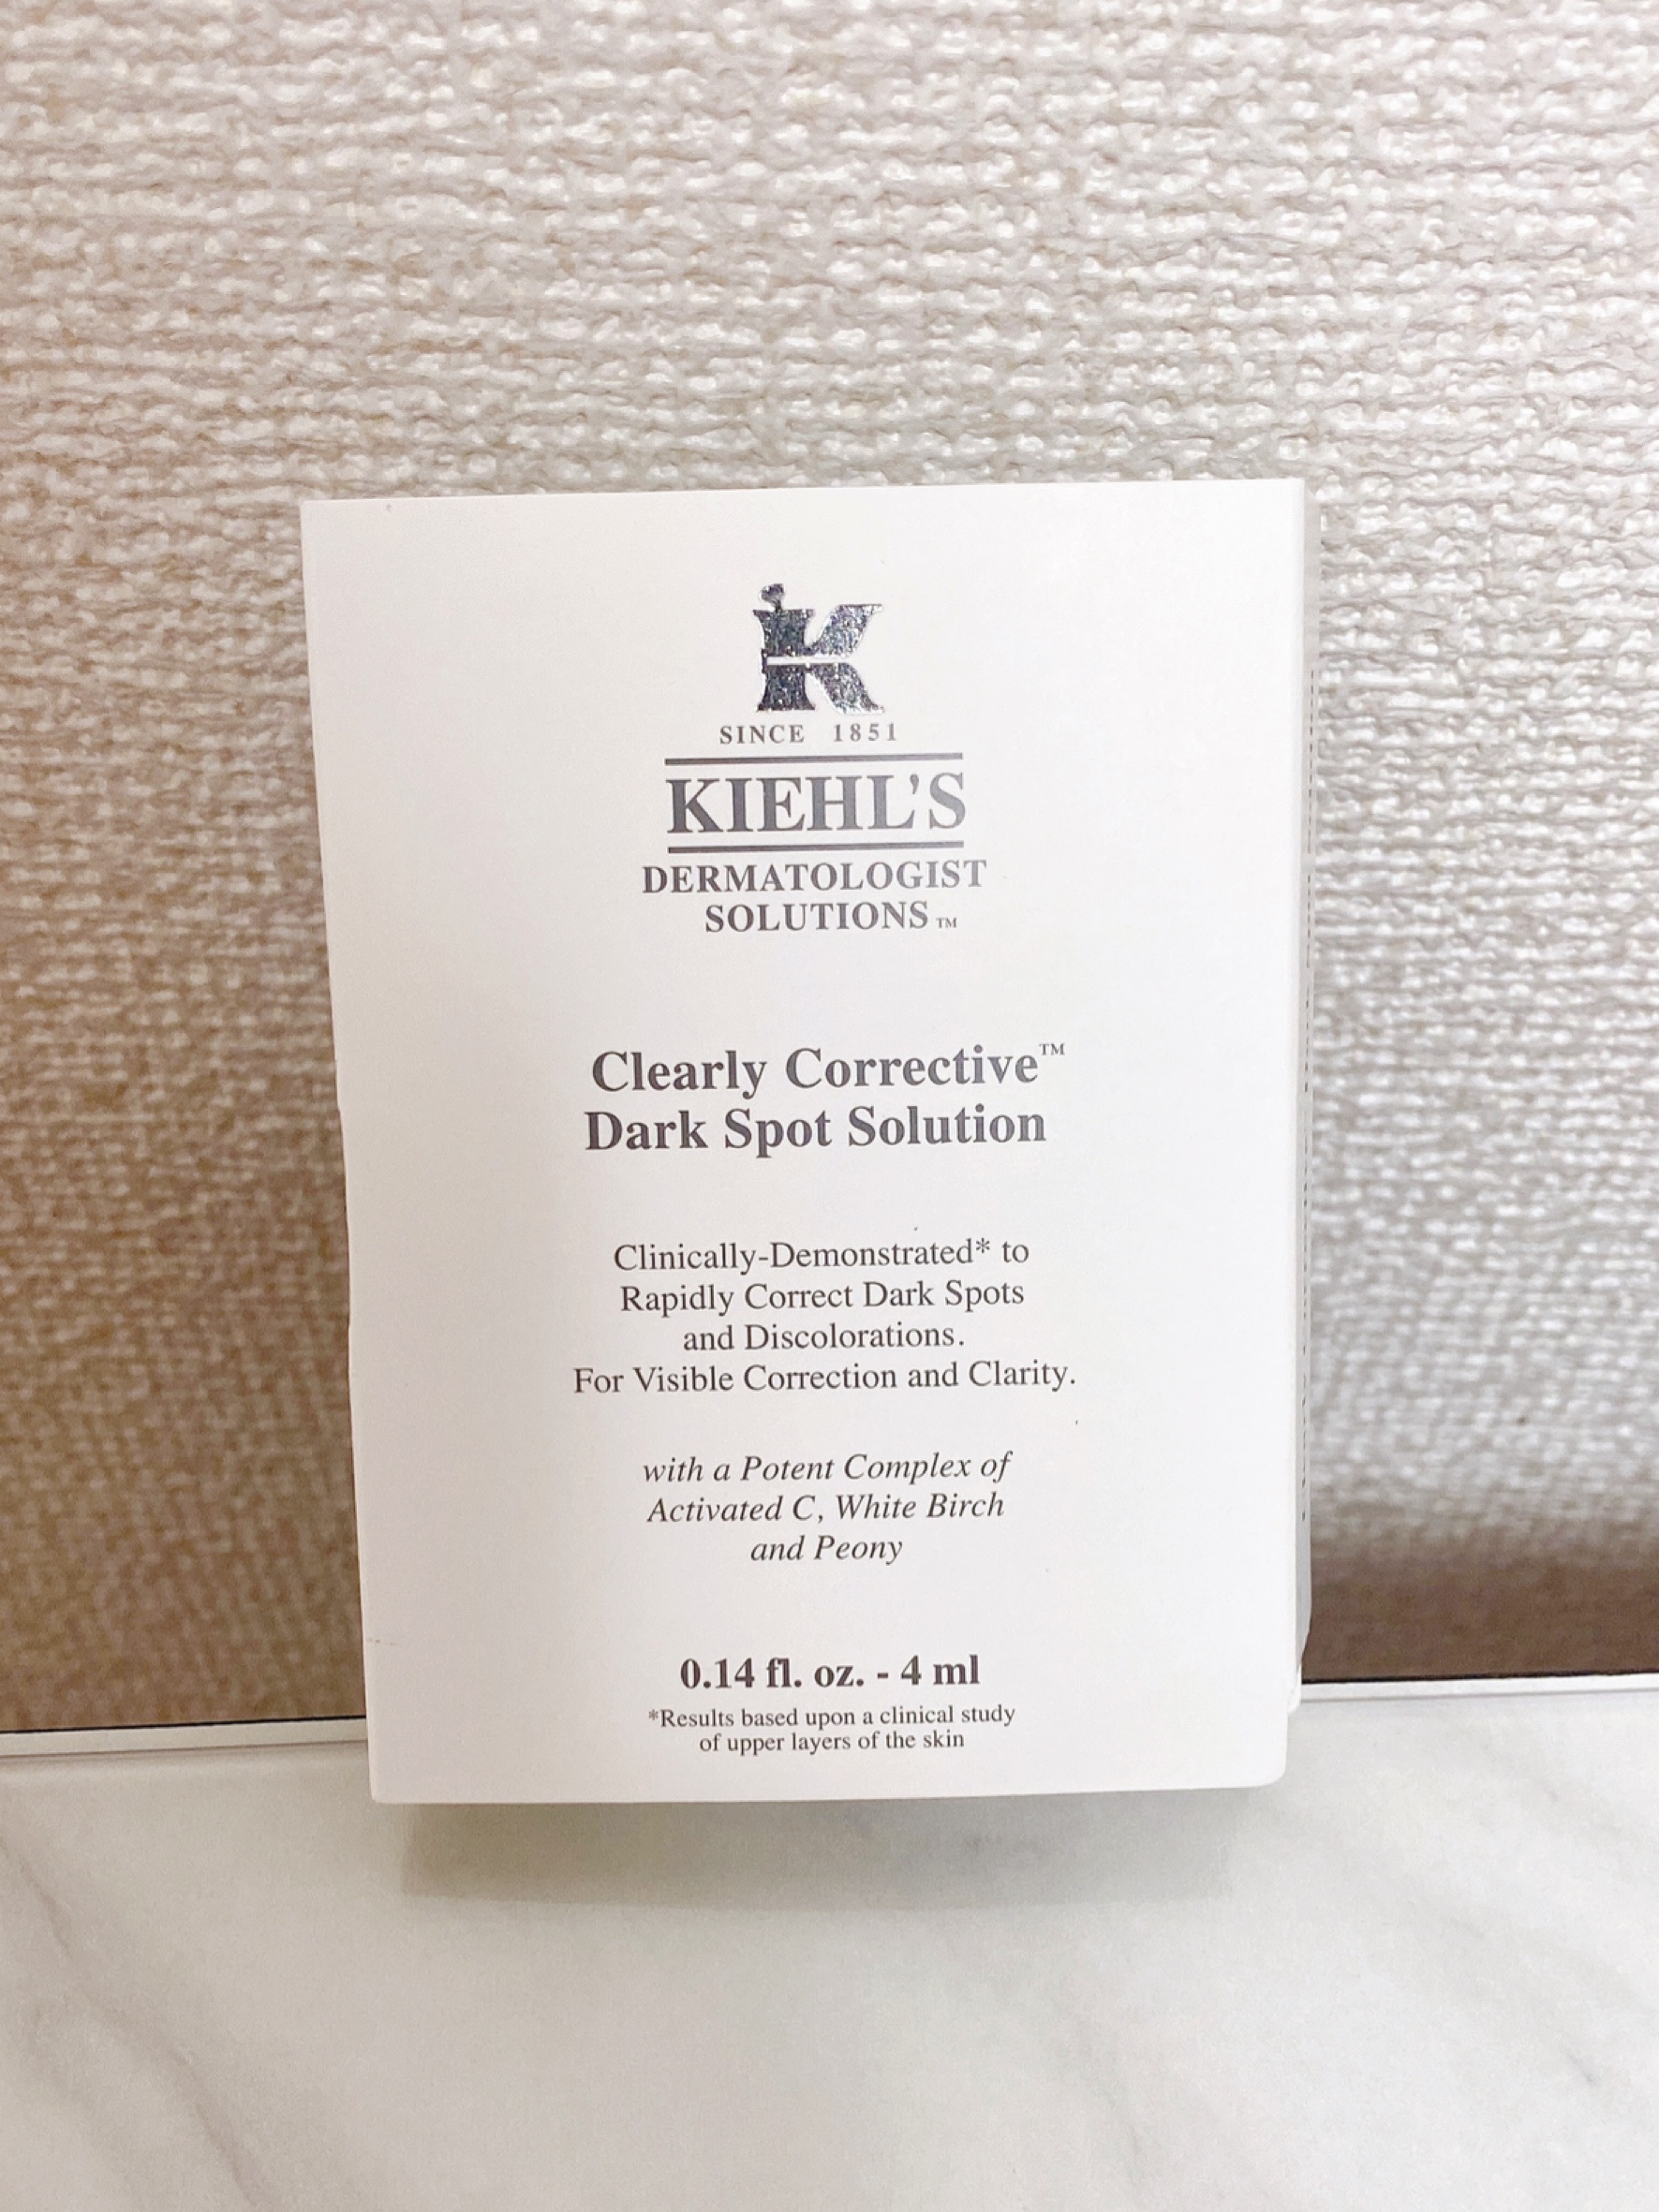 K
SINCE 1851
KIEHL'S
DERMATOLOGIST
SOLUTIONS™
Clearly Corrective™
Dark Spot Solution
Clinically-Demonstrated* to
Rapidly Correct Dark Spots
and Discolorations.
For Visible Correction and Clarity.
with a Potent Complex of
Activated C, White Birch
and Peony
0.14 fl. oz. - 4 ml
*Results based upon a clinical study
of upper layers of the skin